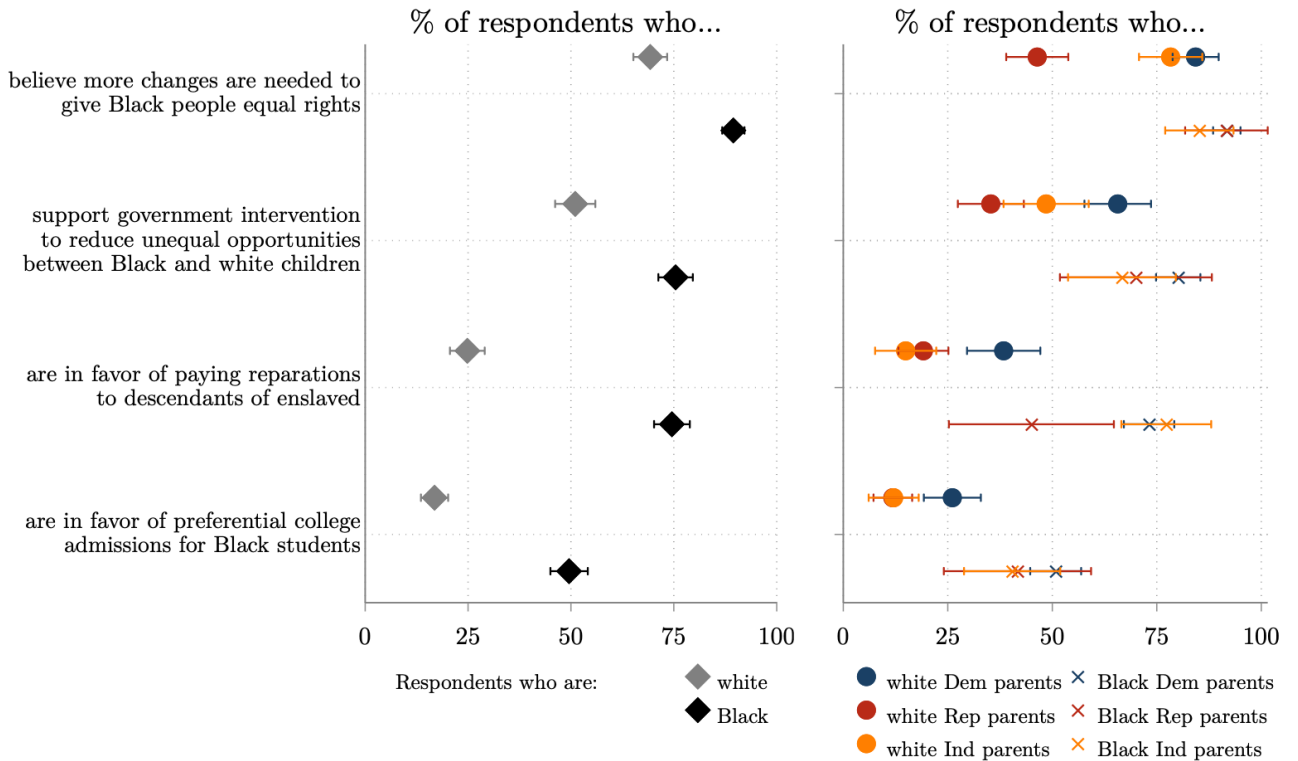 % of respondents who...
% of respondents who...
believe more changes are needed to
give Black people equal rights
support government intervention
to reduce unequal opportunities
between Black and white children
are in favor of paying reparations
to descendants of enslaved
are in favor of preferential college
admissions for Black students
0 25 50 75 100
0 25 50 75 100
Respondents who are:
white
Black
white Dem parents
Black Dem parents
white Rep parents
Black Rep parents
white Ind parents
Black Ind parents